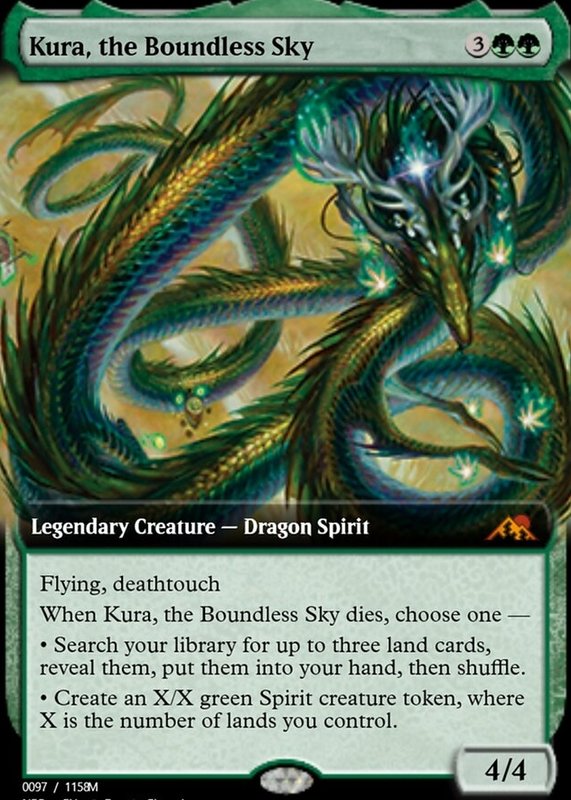 Kura, the Boundless Sky 3
Legendary Creature — Dragon Spirit
Flying, deathtouch
When Kura, the Boundless Sky dies, choose one —
• Search your library for up to three land cards,
reveal them, put them into your hand, then shuffle.
• Create an X/X green Spirit creature token, where
X is the number of lands you control.
4/4
0097 / 1158M